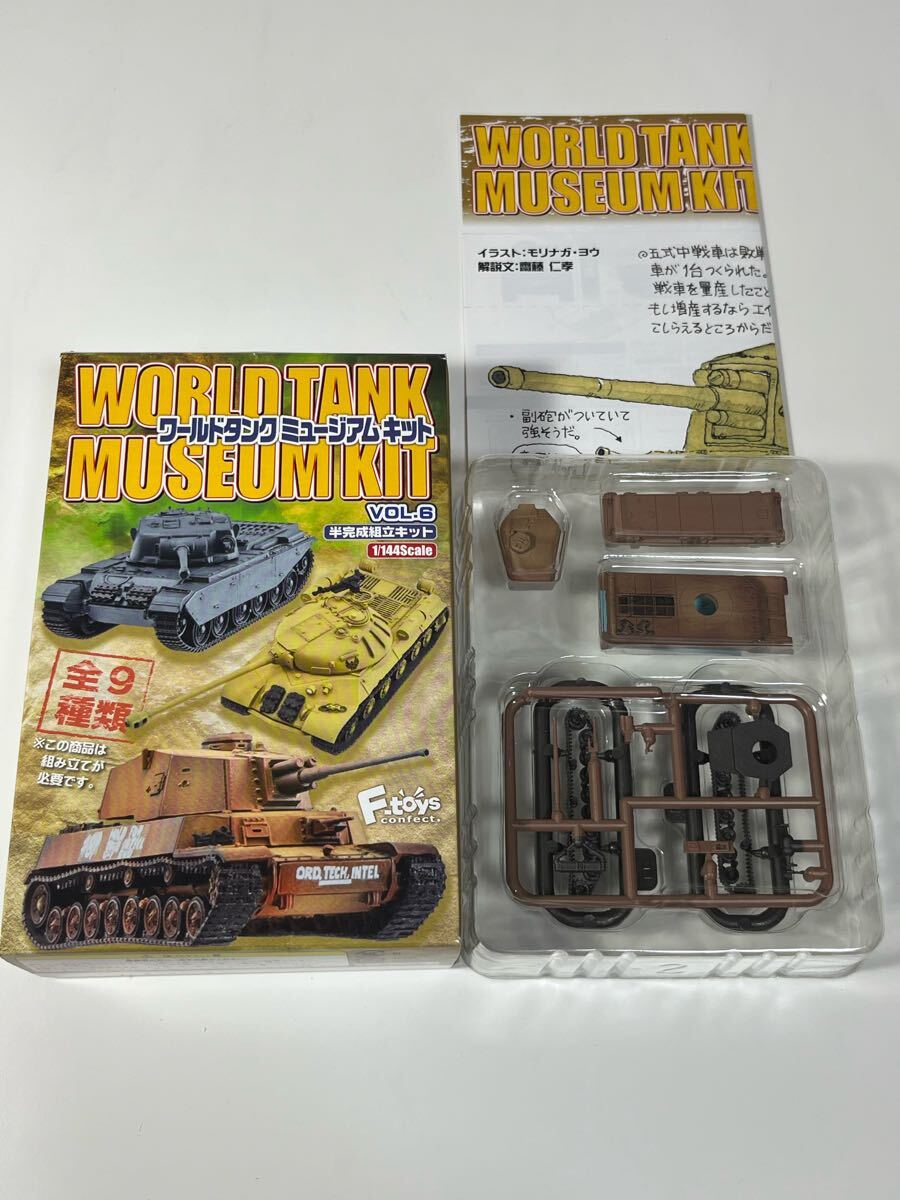 WORLD TANK
MUSEUM KIT
イラスト:モリナガ・ヨウ
解説文:齋藤 仁孝
◎五式中戦車は敗戦
車が1台つくられた。
戦車を量産したこと
もし増産するならエイ
こしらえるところからだ
・副砲がついていて
強そうだ。
WORLD TANK
ワールドタンク ミュージアム キット
MUSEUM KIT
VOL.6
半完成組立キット
1/144Scale
全9
種類
※この商品は
組み立てが
必要です。
F-toys
confect.
ORD. TECH. INTEL